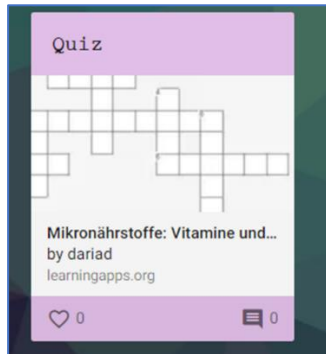 Quiz
Mikronährstoffe: Vitamine und...
by dariad
learningapps.org
0 0